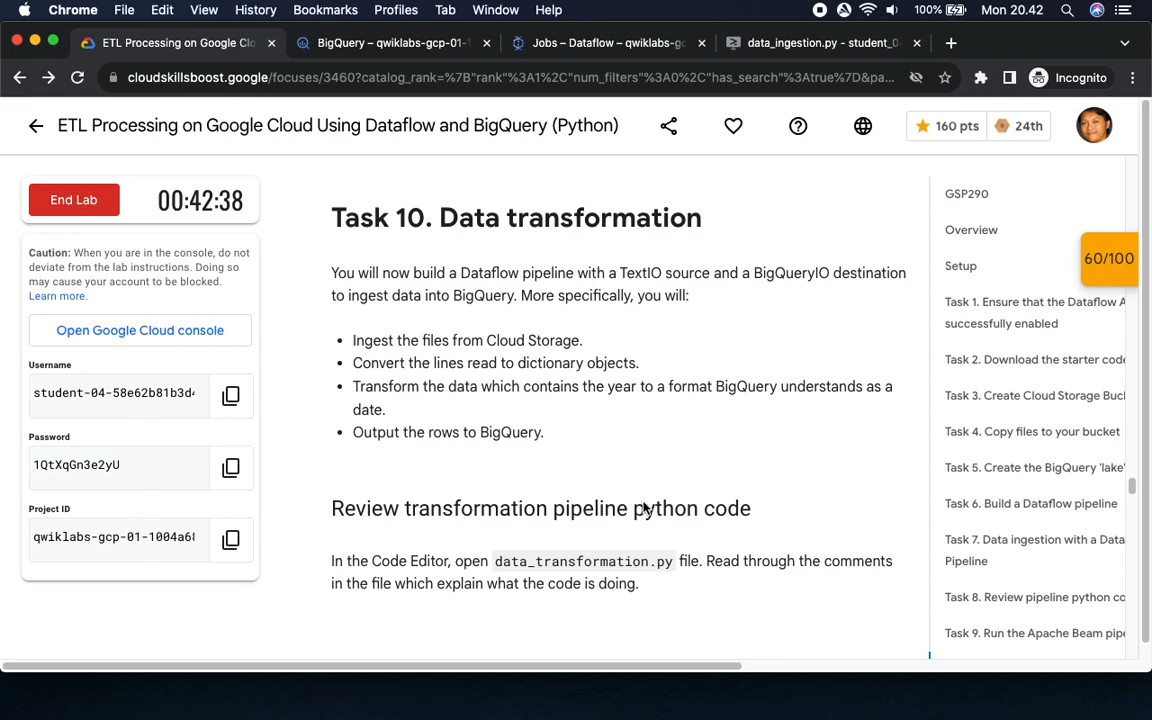 Chrome File Edit View History Bookmarks Profiles Tab Window Help 100% Mon 20.42
ETL Processing on Google Clo BigQuery – qwiklabs-gcp-01-1 Jobs – Dataflow – qwiklabs-gc data_ingestion.py - student_0
cloudskillsboost.google/focuses/3460?catalog_rank=%7B"rank"%3A1%2C"num_filters"%3A0%2C"has_search"%3Atrue%7D&pa... Incognito
ETL Processing on Google Cloud Using Dataflow and BigQuery (Python) 160 pts 24th
End Lab 00:42:38
Caution: When you are in the console, do not
deviate from the lab instructions. Doing so
may cause your account to be blocked.
Learn more.
Open Google Cloud console
Username
student-04-58e62b81b3d
Password
1QtXqGn3e2yU
Project ID
qwiklabs-gcp-01-1004a6
Task 10. Data transformation
You will now build a Dataflow pipeline with a TextIO source and a BigQueryIO destination
to ingest data into BigQuery. More specifically, you will:
• Ingest the files from Cloud Storage.
• Convert the lines read to dictionary objects.
• Transform the data which contains the year to a format BigQuery understands as a
date.
• Output the rows to BigQuery.
Review transformation pipeline python code
In the Code Editor, open data_transformation.py file. Read through the comments
in the file which explain what the code is doing.
GSP290
Overview
Setup
Task 1. Ensure that the Dataflow A
successfully enabled
Task 2. Download the starter code
Task 3. Create Cloud Storage Buc
Task 4. Copy files to your bucket
Task 5. Create the BigQuery 'lake'
Task 6. Build a Dataflow pipeline
Task 7. Data ingestion with a Data
Pipeline
Task 8. Review pipeline python co
Task 9. Run the Apache Beam pipe
60/100